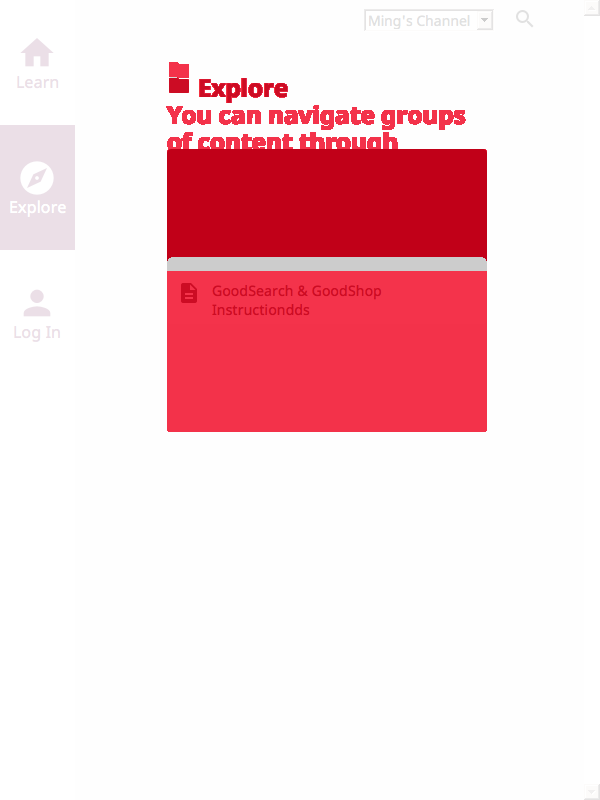 Ming's Channel
Learn
Explore
Log In
Explore
You can navigate groups
of content through
GoodSearch & GoodShop
Instructiondds